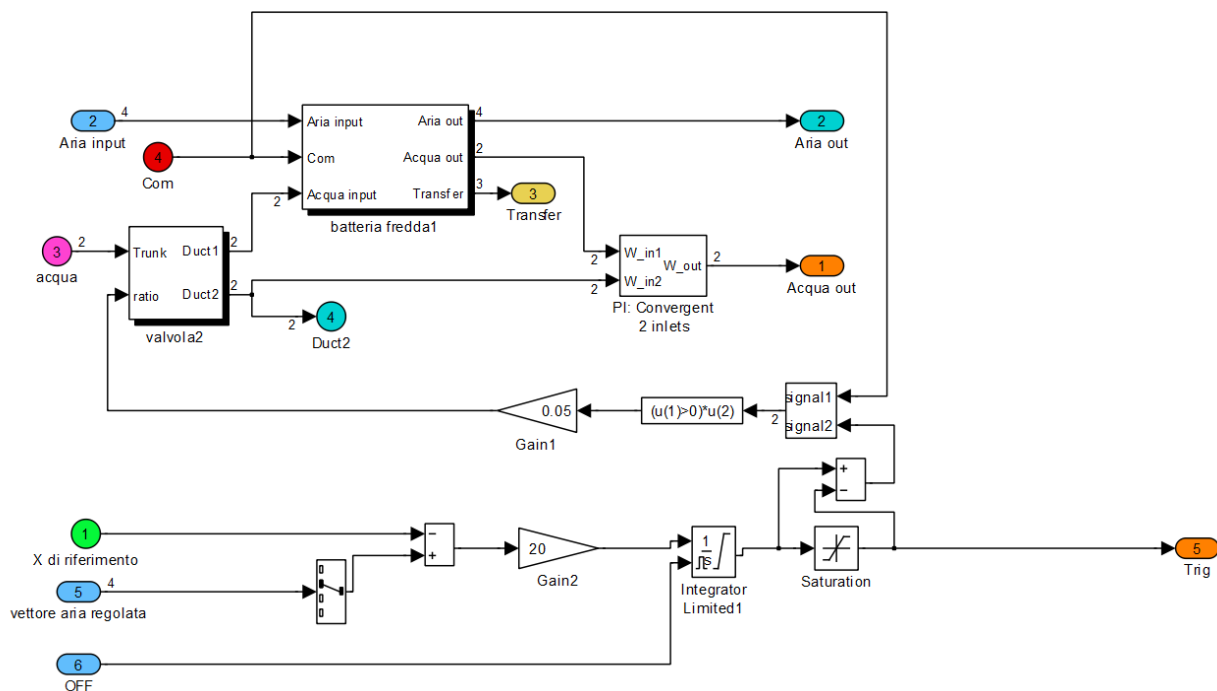 4
2
Aria input
4
Com
Aria input
Com
Acqua input
Aria out
Acqua out
Transfer
batteria fredda1
4
2
3
2
Aria out
3
Transfer
2
2
3
acqua
Trunk
ratio
Duct1
Duct2
valvola2
2
2
2
4
Duct2
2
2
W_in1
W_in2
W_out
PI: Convergent
2 inlets
2
1
Acqua out
0.05
Gain1
(u(1)>0)*u(2)
2
signal1
signal2
+
−
1
X di riferimento
4
5
vettore aria regolata
−
+
20
Gain2
1
s
Integrator
Limited1
Saturation
5
Trig
6
OFF